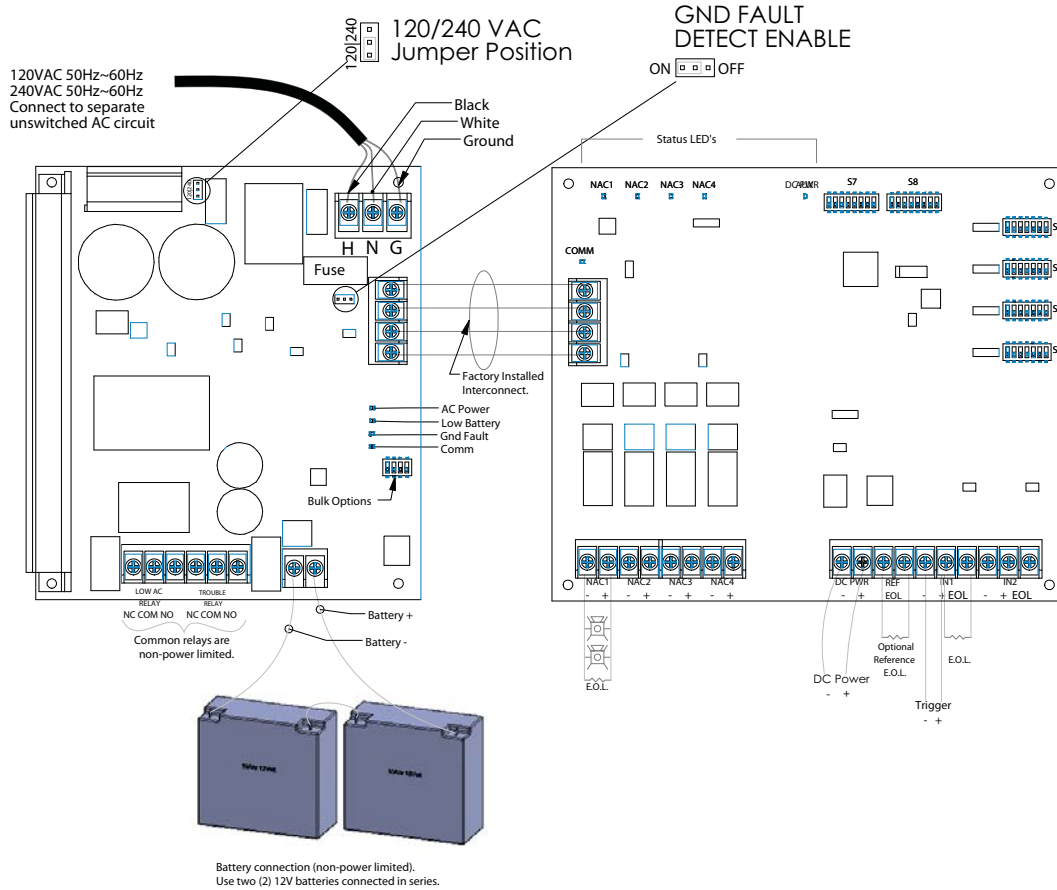 120/240 VAC
Jumper Position
120|240
GND FAULT
DETECT ENABLE
ON OFF
120VAC 50Hz~60Hz
240VAC 50Hz~60Hz
Connect to separate
unswitched AC circuit
Black
White
Ground
Status LED's
NAC1 NAC2 NAC3 NAC4
S7 S8
H N G
COMM
Fuse
S
S
S
S
Factory Installed
Interconnect.
AC Power
Low Battery
Gnd Fault
Comm
Bulk Options
LOW AC
RELAY
NC COM NO
TROUBLE
RELAY
NC COM NO
Common relays are
non-power limited.
Battery +
Battery -
NAC1 NAC2 NAC3 NAC4
- + - + - + - +
E.O.L.
DC PWR REF IN1 IN2
- + EOL - + EOL - + EOL
Optional
Reference
E.O.L.
E.O.L.
DC Power
- +
Trigger
- +
Battery connection (non-power limited).
Use two (2) 12V batteries connected in series.